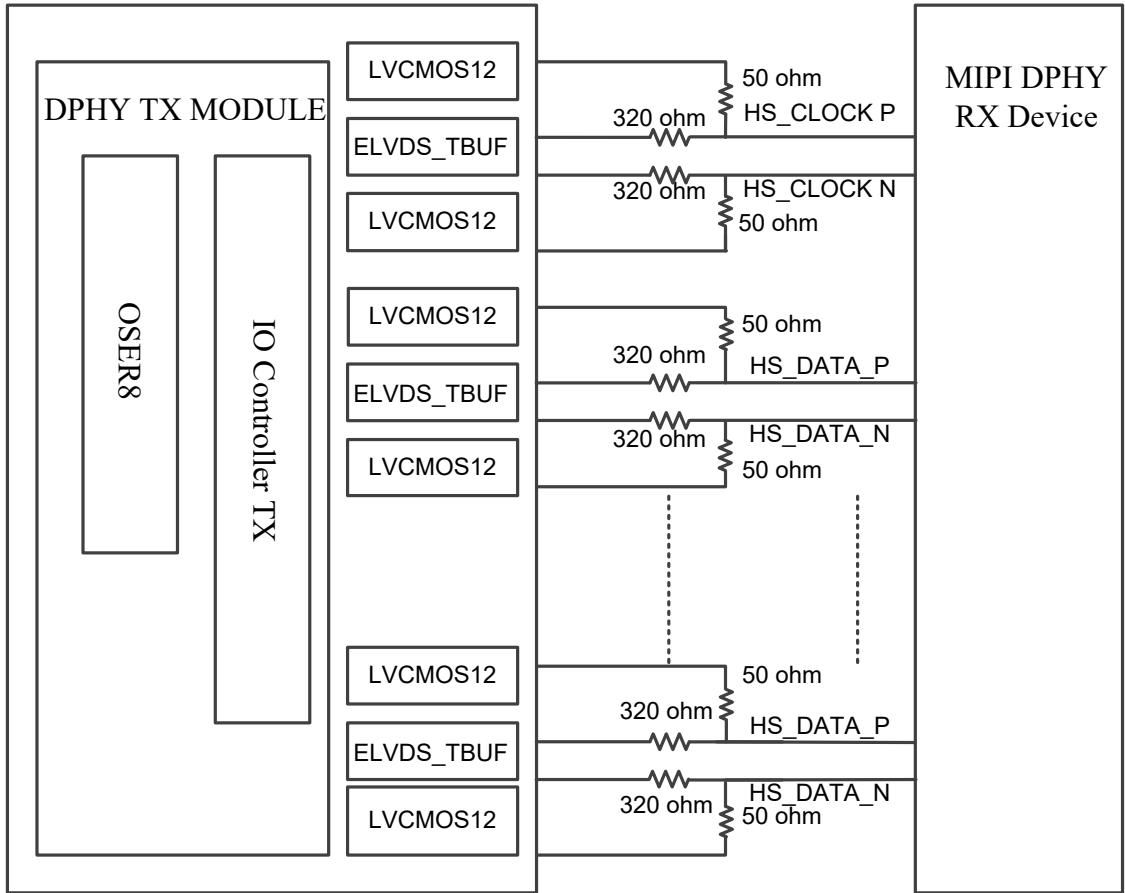 DPHY TX MODULE
OSER8
IO Controller TX
LVCMOS12
ELVDS_TBUF
LVCMOS12
50 ohm
320 ohm
HS_CLOCK P
320 ohm
HS_CLOCK N
50 ohm
LVCMOS12
ELVDS_TBUF
LVCMOS12
50 ohm
320 ohm
HS_DATA_P
320 ohm
HS_DATA_N
50 ohm
LVCMOS12
ELVDS_TBUF
LVCMOS12
50 ohm
320 ohm
HS_DATA_P
320 ohm
HS_DATA_N
50 ohm
MIPI DPHY
RX Device